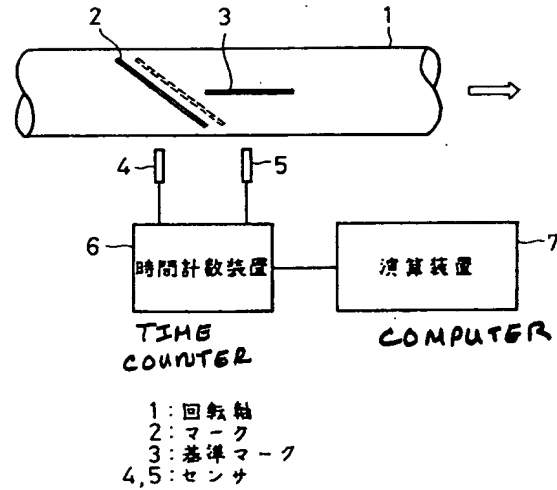 2
3
1
4
5
6
時間計数装置
演算装置
7
TIME
COUNTER
COMPUTER
1:回転軸
2:マーク
3:基準マーク
4,5:センサ